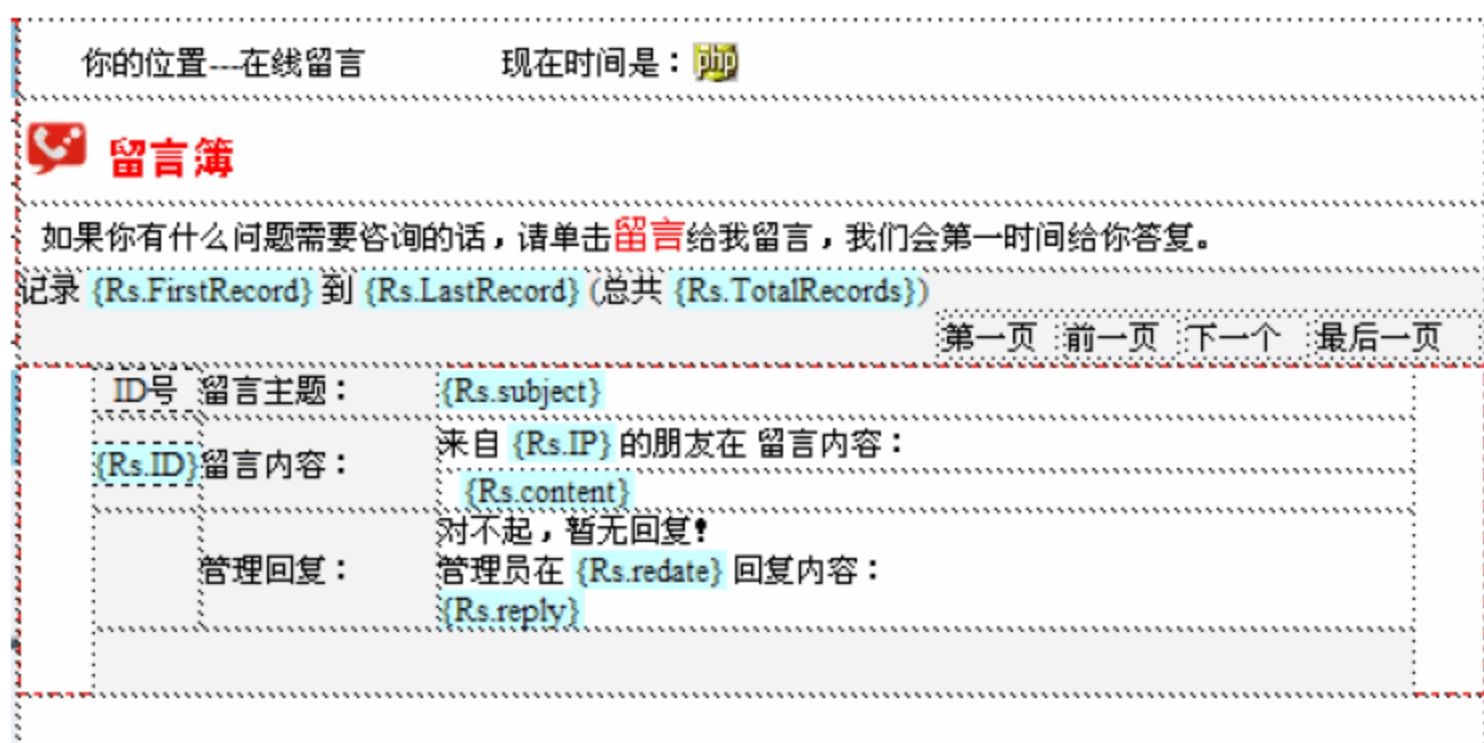 你的位置---在线留言 现在时间是：php
留言簿
如果你有什么问题需要咨询的话，请单击留言给我留言，我们会第一时间给你答复。
记录 {Rs.FirstRecord} 到 {Rs.LastRecord} (总共 {Rs.TotalRecords})
第一页 前一页 下一个 最后一页
ID号 留言主题： {Rs.subject}
{Rs.ID} 留言内容： 来自 {Rs.IP} 的朋友在 留言内容：
{Rs.content}
对不起，暂无回复！
管理回复： 管理员在 {Rs.redate} 回复内容：
{Rs.reply}